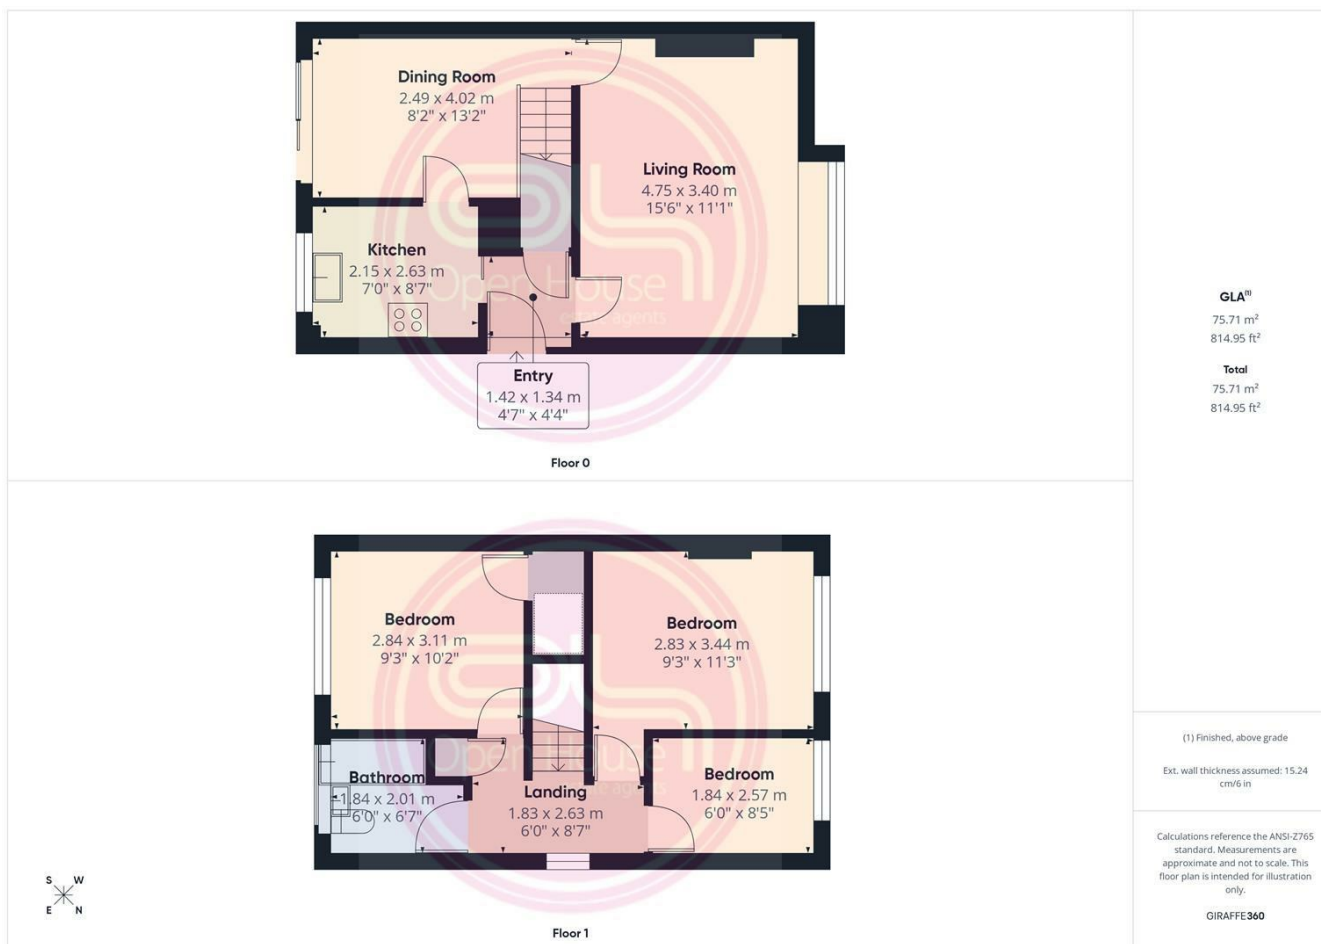 Dining Room
2.49 x 4.02 m
8'2" x 13'2"
Living Room
4.75 x 3.40 m
15'6" x 11'1"
Kitchen
2.15 x 2.63 m
7'0" x 8'7"
Open House
estate agents
Entry
1.42 x 1.34 m
4'7" x 4'4"
Floor 0
Bedroom
2.84 x 3.11 m
9'3" x 10'2"
Bedroom
2.83 x 3.44 m
9'3" x 11'3"
Open House
estate agents
Bathroom
1.84 x 2.01 m
6'0" x 6'7"
Landing
1.83 x 2.63 m
6'0" x 8'7"
Bedroom
1.84 x 2.57 m
6'0" x 8'5"
S W
E N
Floor 1
GLA(1)
75.71 m²
814.95 ft²
Total
75.71 m²
814.95 ft²
(1) Finished, above grade
Ext. wall thickness assumed: 15.24
cm/6 in
Calculations reference the ANSI-Z765
standard. Measurements are
approximate and not to scale. This
floor plan is intended for illustration
only.
GIRAFFE360